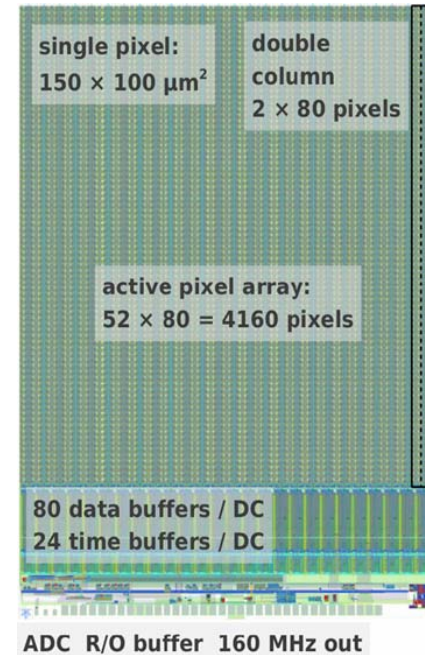 single pixel:
150 × 100 µm²
double
column
2 × 80 pixels
active pixel array:
52 × 80 = 4160 pixels
80 data buffers / DC
24 time buffers / DC
ADC R/O buffer 160 MHz out